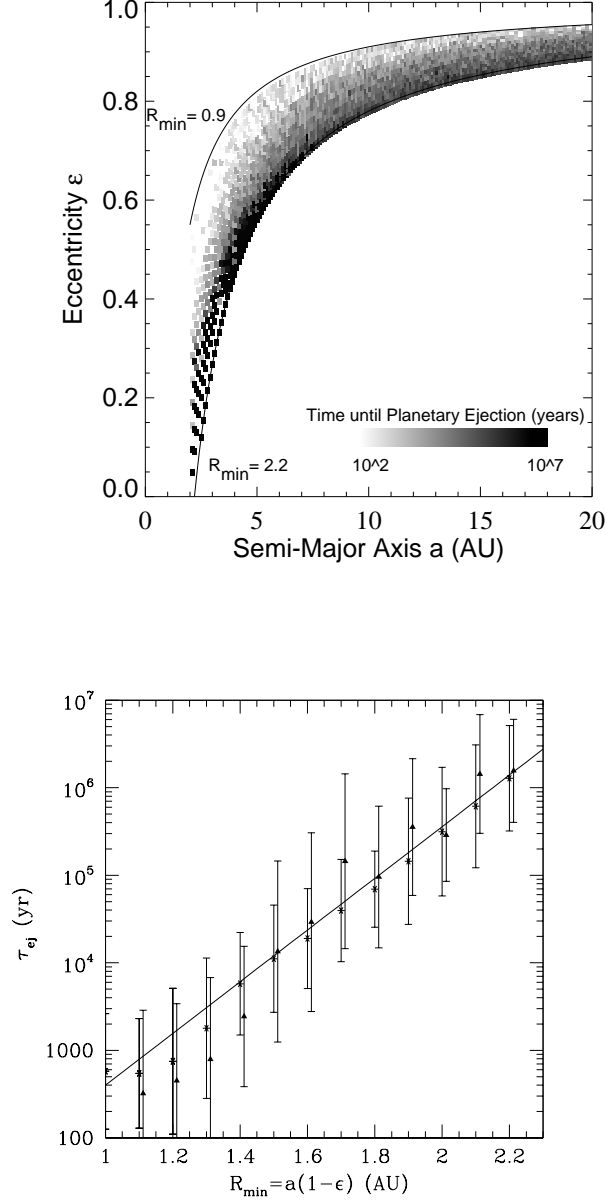 1.0
0.8
0.6
0.4
0.2
0.0
Eccentricity ε
R_min = 0.9
R_min = 2.2
Time until Planetary Ejection (years)
10^2 10^7
0 5 10 15 20
Semi-Major Axis a (AU)
10^7
10^6
10^5
10^4
1000
100
τ_ej (yr)
1 1.2 1.4 1.6 1.8 2 2.2
R_min=a(1-ϵ) (AU)